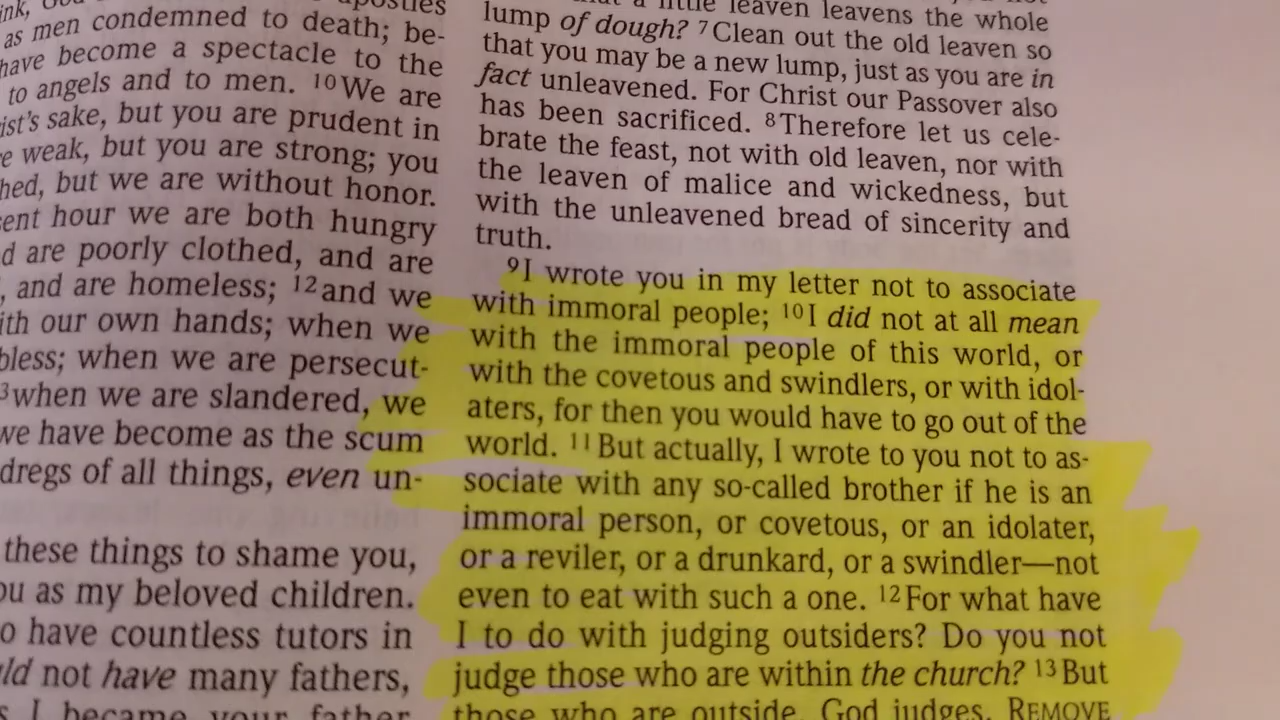 apostles
as men condemned to death; be-
have become a spectacle to the
to angels and to men. 10 We are
ist's sake, but you are prudent in
e weak, but you are strong; you
hed, but we are without honor.
ent hour we are both hungry
d are poorly clothed, and are
, and are homeless; 12 and we
ith our own hands; when we
bless; when we are persecut-
3 when we are slandered, we
we have become as the scum
dregs of all things, even un-
these things to shame you,
ou as my beloved children.
o have countless tutors in
ld not have many fathers,
I became your father
a little leaven leavens the whole
lump of dough? 7 Clean out the old leaven so
that you may be a new lump, just as you are in
fact unleavened. For Christ our Passover also
has been sacrificed. 8 Therefore let us cele-
brate the feast, not with old leaven, nor with
the leaven of malice and wickedness, but
with the unleavened bread of sincerity and
truth.
9 I wrote you in my letter not to associate
with immoral people; 10 I did not at all mean
with the immoral people of this world, or
with the covetous and swindlers, or with idol-
aters, for then you would have to go out of the
world. 11 But actually, I wrote to you not to as-
sociate with any so-called brother if he is an
immoral person, or covetous, or an idolater,
or a reviler, or a drunkard, or a swindler—not
even to eat with such a one. 12 For what have
I to do with judging outsiders? Do you not
judge those who are within the church? 13 But
those who are outside, God judges. REMOVE